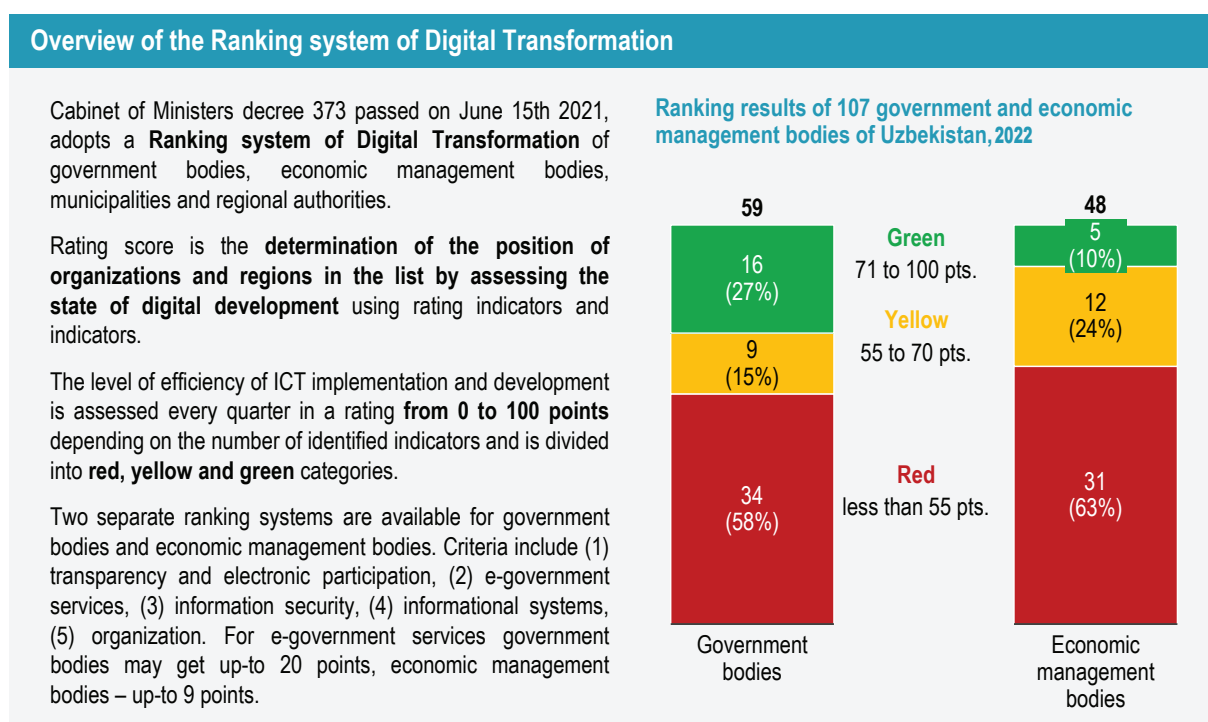 Overview of the Ranking system of Digital Transformation
Cabinet of Ministers decree 373 passed on June 15th 2021,
adopts a Ranking system of Digital Transformation of
government bodies, economic management bodies,
municipalities and regional authorities.
Rating score is the determination of the position of
organizations and regions in the list by assessing the
state of digital development using rating indicators and
indicators.
The level of efficiency of ICT implementation and development
is assessed every quarter in a rating from 0 to 100 points
depending on the number of identified indicators and is divided
into red, yellow and green categories.
Two separate ranking systems are available for government
bodies and economic management bodies. Criteria include (1)
transparency and electronic participation, (2) e-government
services, (3) information security, (4) informational systems,
(5) organization. For e-government services government
bodies may get up-to 20 points, economic management
bodies – up-to 9 points.
Ranking results of 107 government and economic
management bodies of Uzbekistan, 2022
59
16
(27%)
9
(15%)
34
(58%)
Government
bodies
Green
71 to 100 pts.
Yellow
55 to 70 pts.
Red
less than 55 pts.
48
5
(10%)
12
(24%)
31
(63%)
Economic
management
bodies